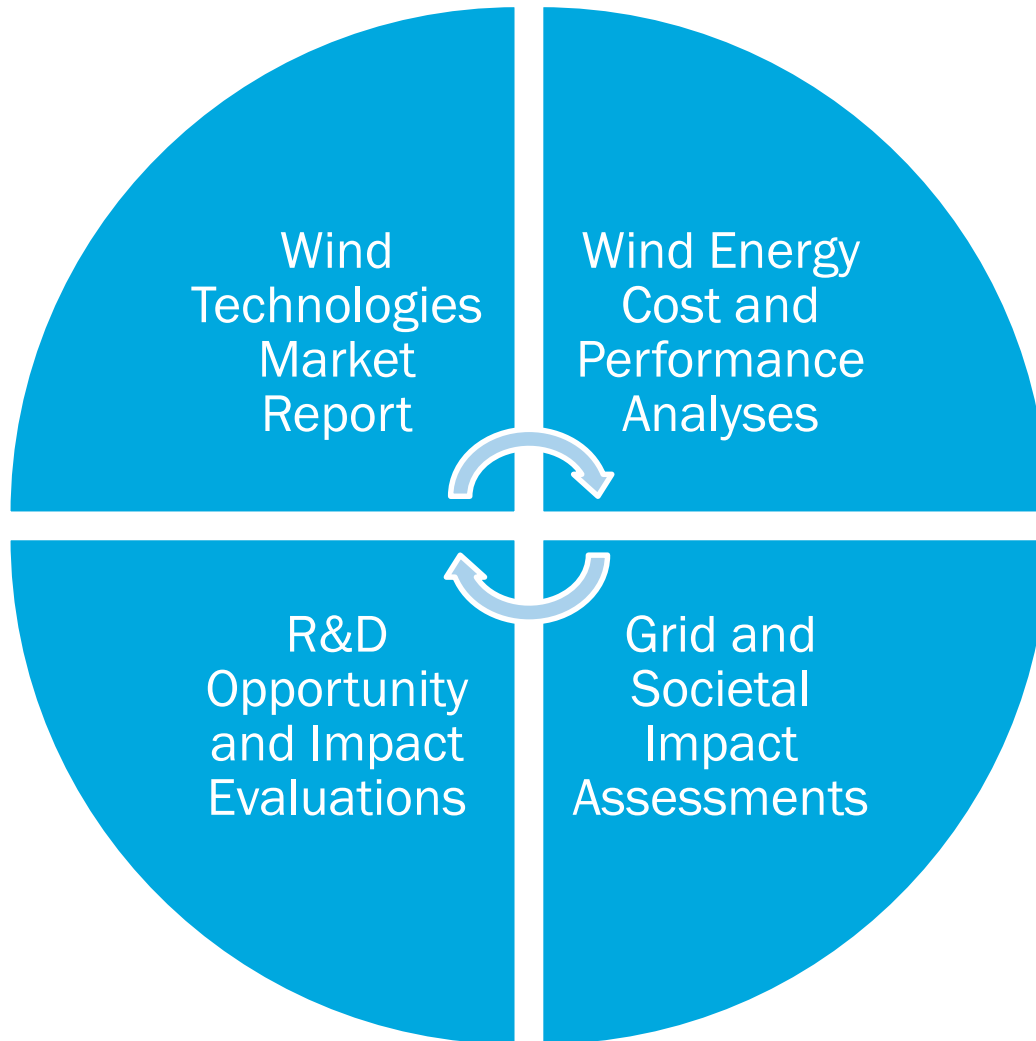 Wind
Technologies
Market
Report
Wind Energy
Cost and
Performance
Analyses
R&D
Opportunity
and Impact
Evaluations
Grid and
Societal
Impact
Assessments